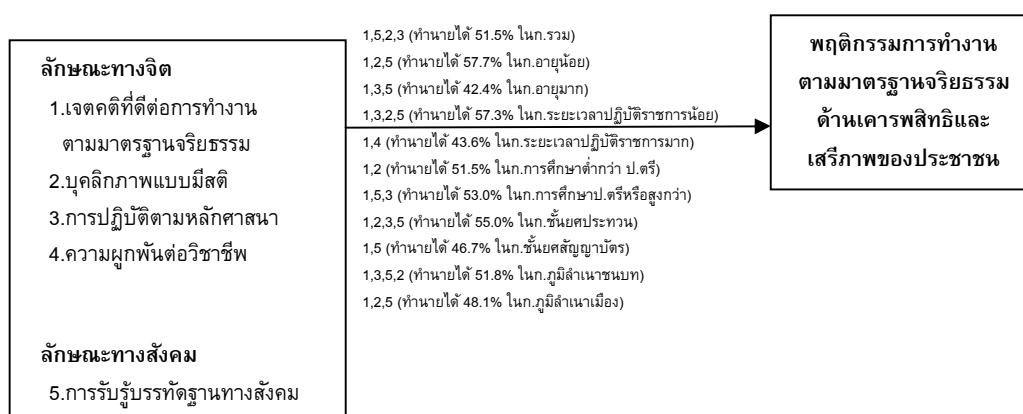 ลักษณะทางจิต
1.เจตคติที่ดีต่อการทำงาน
ตามมาตรฐานจริยธรรม
2.บุคลิกภาพแบบมีสติ
3.การปฏิบัติตามหลักศาสนา
4.ความผูกพันต่อวิชาชีพ
ลักษณะทางสังคม
5.การรับรู้บรรทัดฐานทางสังคม
1,5,2,3 (ทำนายได้ 51.5% ในก.รวม)
1,2,5 (ทำนายได้ 57.7% ในก.อายุน้อย)
1,3,5 (ทำนายได้ 42.4% ในก.อายุมาก)
1,3,2,5 (ทำนายได้ 57.3% ในก.ระยะเวลาปฏิบัติราชการน้อย)
1,4 (ทำนายได้ 43.6% ในก.ระยะเวลาปฏิบัติราชการมาก)
1,2 (ทำนายได้ 51.5% ในก.การศึกษาต่ำกว่า ป.ตรี)
1,5,3 (ทำนายได้ 53.0% ในก.การศึกษาป.ตรีหรือสูงกว่า)
1,2,3,5 (ทำนายได้ 55.0% ในก.ชั้นยศประทวน)
1,5 (ทำนายได้ 46.7% ในก.ชั้นยศสัญญาบัตร)
1,3,5,2 (ทำนายได้ 51.8% ในก.ภูมิลำเนาชนบท)
1,2,5 (ทำนายได้ 48.1% ในก.ภูมิลำเนาเมือง)
พฤติกรรมการทำงาน
ตามมาตรฐานจริยธรรม
ด้านเคารพสิทธิและ
เสรีภาพของประชาชน